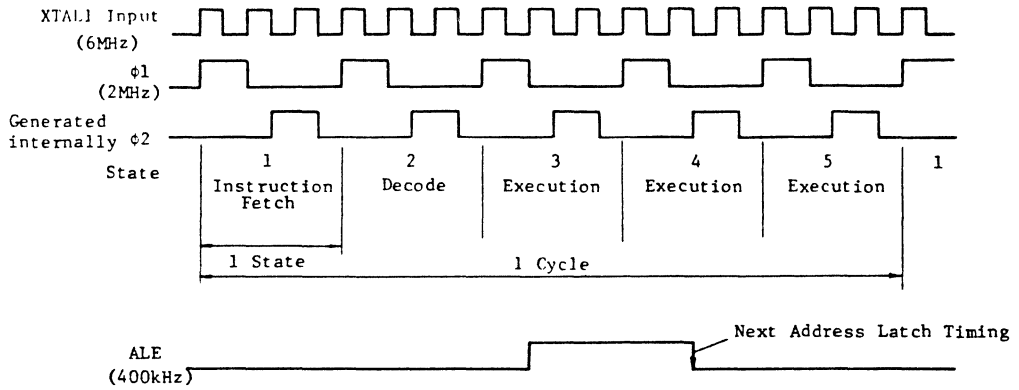 XTAL1 Input
(6MHz)
φ1
(2MHz)
Generated
internally φ2
State
1 2 3 4 5 1
Instruction Decode Execution Execution Execution
Fetch
1 State
1 Cycle
Next Address Latch Timing
ALE
(400kHz)